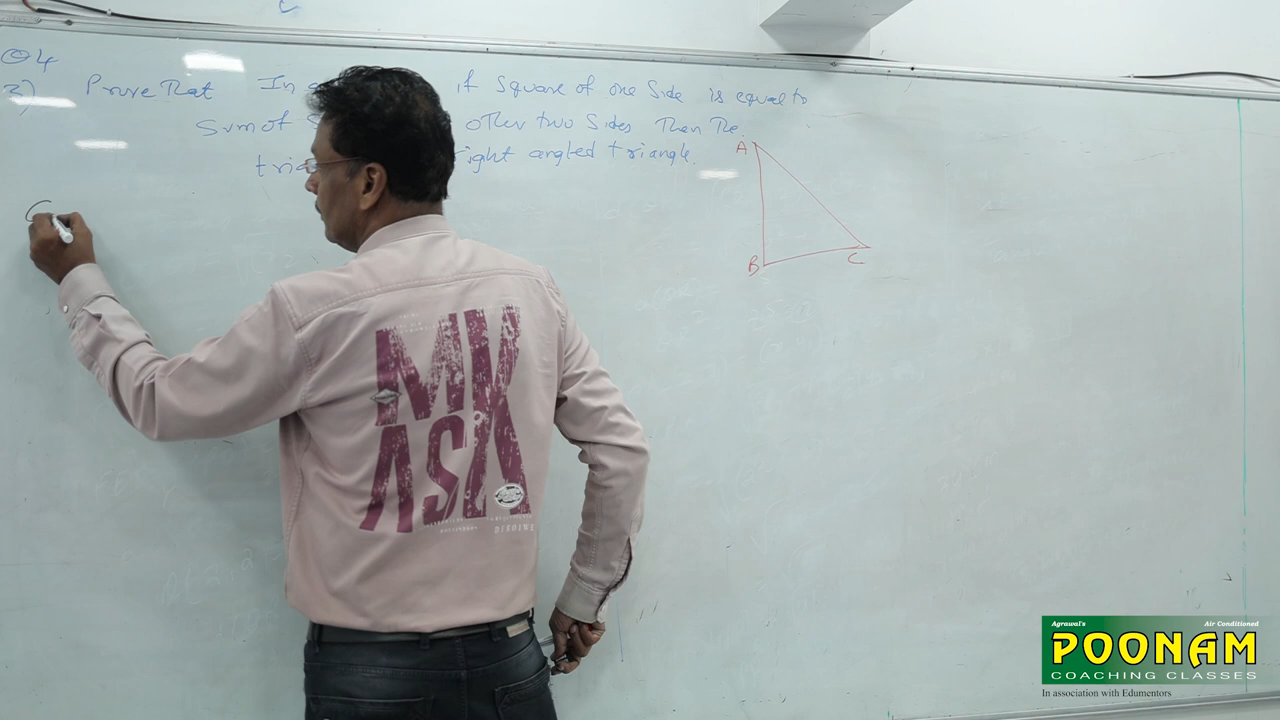 Q4
2) Prove That In if square of one side is equal to
sum of other two sides Then The
right angled triangle.
A
B
C
MK
ASK
DISOIWE
Agrawal's Air Conditioned
POONAM
COACHING CLASSES
In association with Edumentors